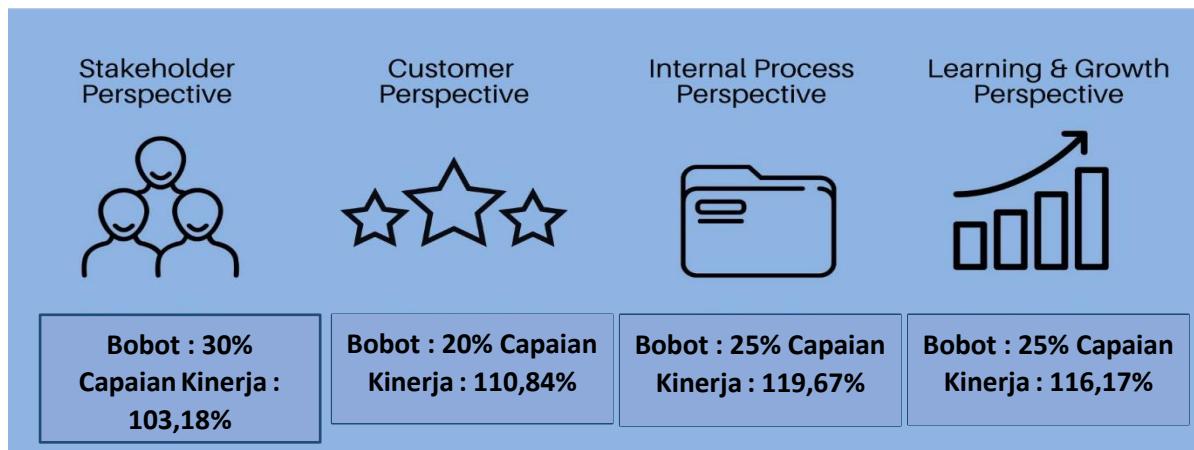 Stakeholder
Perspective
Customer
Perspective
Internal Process
Perspective
Learning & Growth
Perspective
Bobot : 30%
Capaian Kinerja :
103,18%
Bobot : 20% Capaian
Kinerja : 110,84%
Bobot : 25% Capaian
Kinerja : 119,67%
Bobot : 25% Capaian
Kinerja : 116,17%